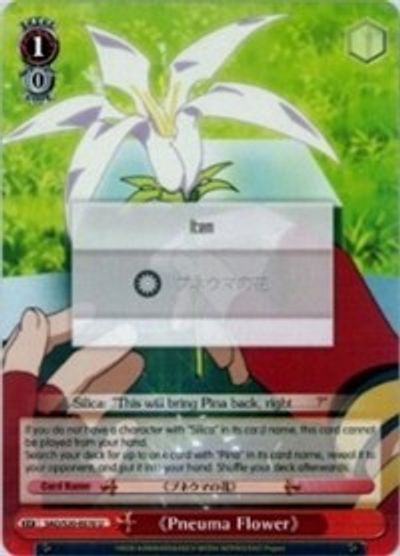 1
0
Item
プネウマの花
Silica: "This will bring Pina back, right......?"
If you do not have a character with "Silica" in its card name, this card cannot
be played from your hand.
Search your deck for up to one card with "Pina" in its card name, reveal it to
your opponent, and put it into your hand. Shuffle your deck afterwards.
Card Name 《プネウマの花》
《Pneuma Flower》